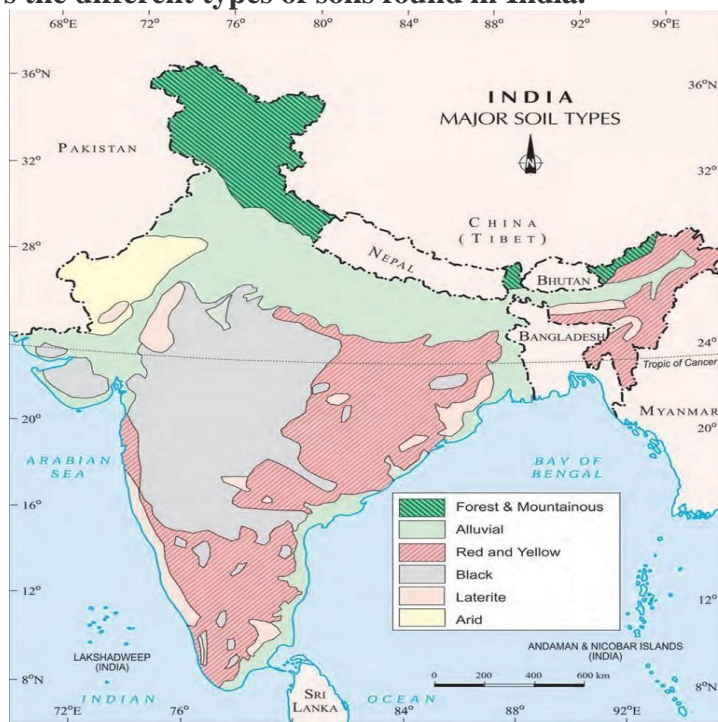 s the different types of soils found in India.
68°E 72° 76° 80° 84° 88° 92° 96°E
36°N
36°N
INDIA
MAJOR SOIL TYPES
N
PAKISTAN
32°
32°
CHINA
(TIBET)
NEPAL
28°
BHUTAN
BANGLADESH
24°
24°
Tropic of Cancer
MYANMAR
20°
20°
ARABIAN
SEA
BAY OF
BENGAL
16°
Forest & Mountainous
Alluvial
Red and Yellow
Black
Laterite
Arid
12°
12°
LAKSHADWEEP
(INDIA)
ANDAMAN & NICOBAR ISLANDS
(INDIA)
0 200 400 600 km
8°N
8°N
SRI
LANKA
INDIAN OCEAN
72°E 76° 80° 84° 88° 92°E